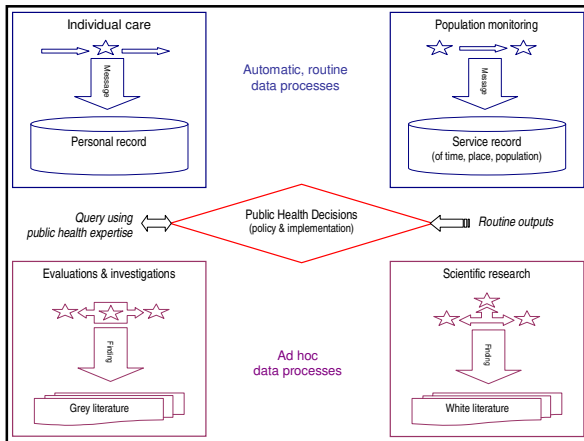 Individual care
Message
Personal record
Automatic, routine
data processes
Population monitoring
Message
Service record
(of time, place, population)
Query using
public health expertise
Public Health Decisions
(policy & implementation)
Routine outputs
Evaluations & investigations
Finding
Grey literature
Ad hoc
data processes
Scientific research
Finding
White literature